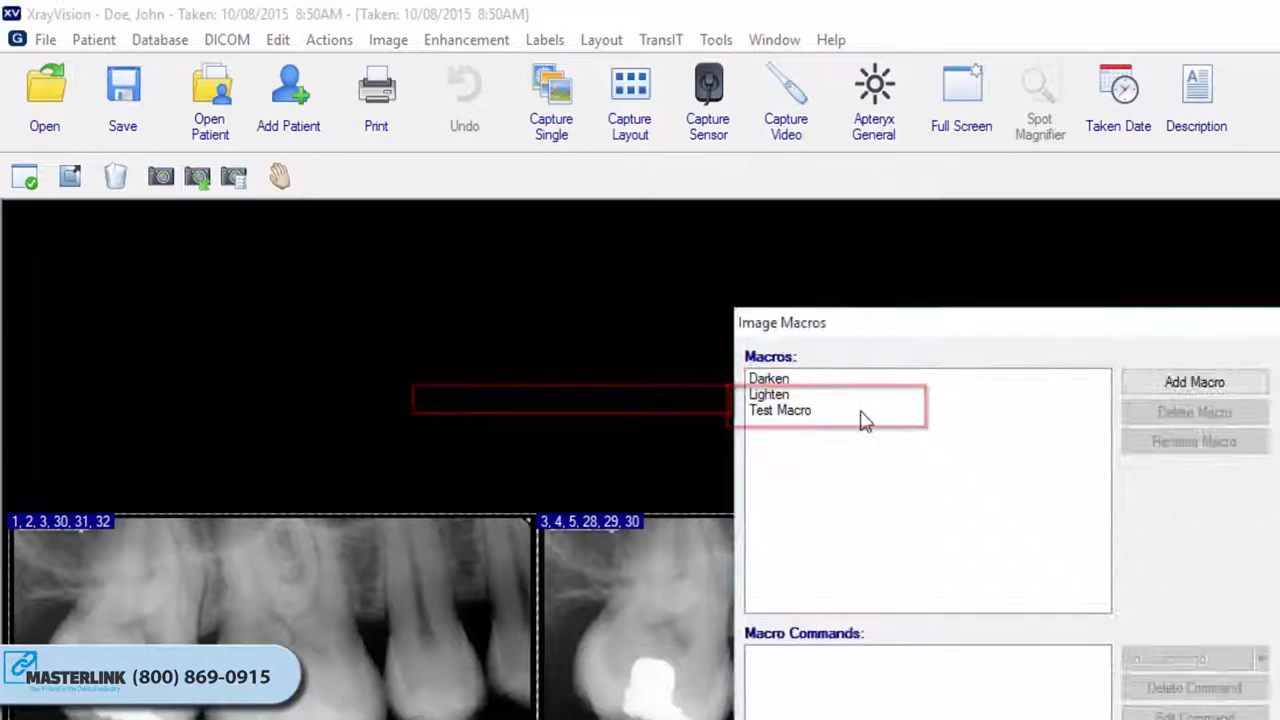 XV XrayVision - Doe, John - Taken: 10/08/2015 8:50AM - [Taken: 10/08/2015 8:50AM]
G File Patient Database DICOM Edit Actions Image Enhancement Labels Layout TransIT Tools Window Help
Open Save Open Patient Add Patient Print Undo Capture Single Capture Layout Capture Sensor Capture Video Apteryx General Full Screen Spot Magnifier Taken Date Description
Image Macros
Macros:
Darken
Lighten
Test Macro
Add Macro
Delete Macro
Rename Macro
1, 2, 3, 30, 31, 32
3, 4, 5, 28, 29, 30
Macro Commands:
Delete Command
Edit Command
MASTERLINK (800) 869-0915